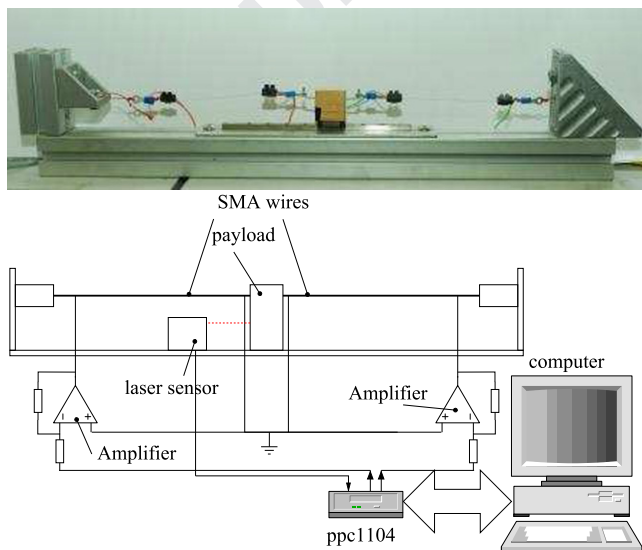 SMA wires
payload
laser sensor
computer
Amplifier
Amplifier
ppc1104